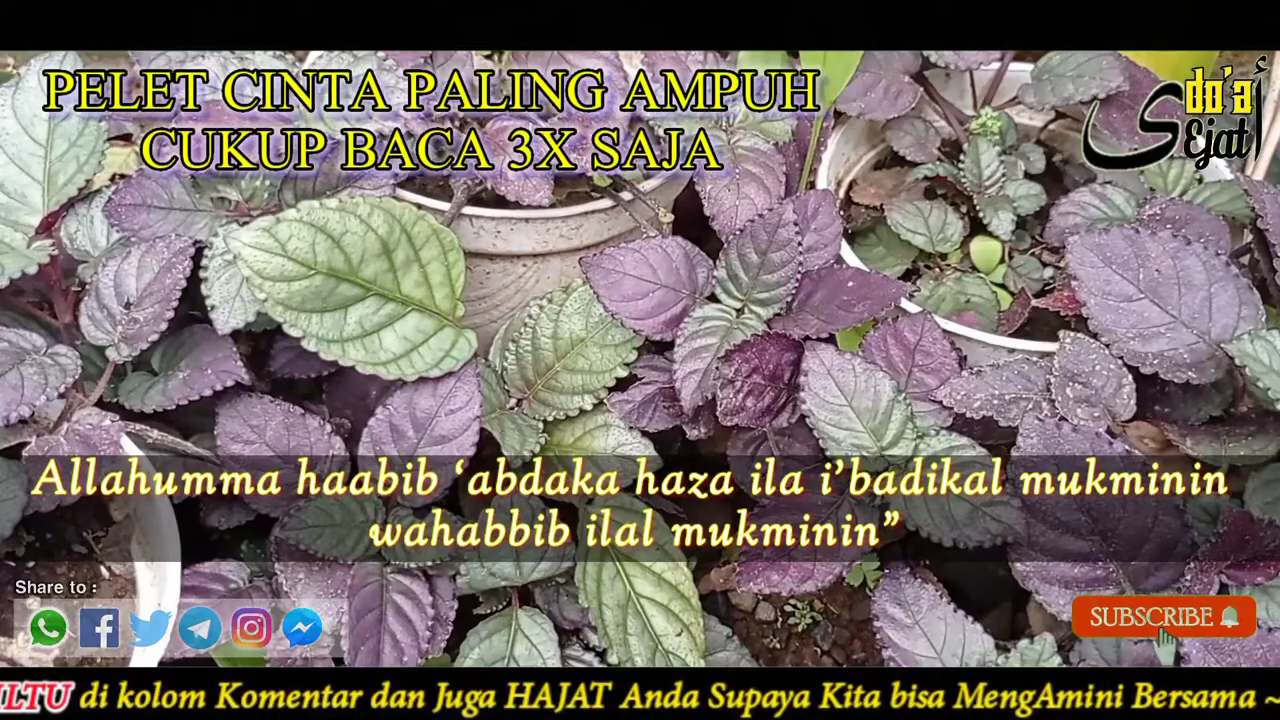 PELET CINTA PALING AMPUH
CUKUP BACA 3X SAJA
do'a
Ejati
Allahumma haabib ‘abdaka haza ila i’badikal mukminin
wahabbib ilal mukminin”
Share to :
SUBSCRIBE
di kolom Komentar dan Juga HAJAT Anda Supaya Kita bisa MengAmini Bersama ~